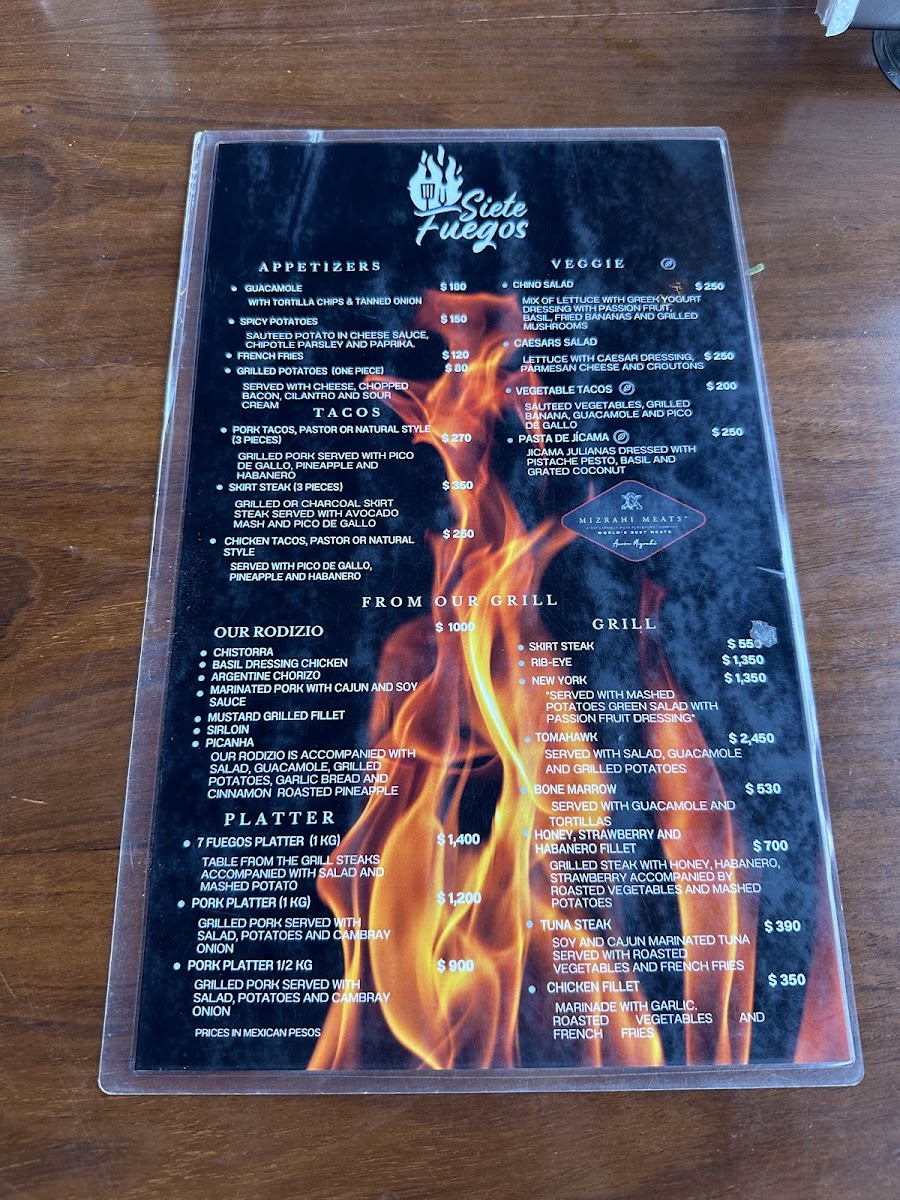 Siete
Fuegos
APPETIZERS
GUACAMOLE $180
WITH TORTILLA CHIPS & TANNED ONION
SPICY POTATOES $150
SAUTEED POTATO IN CHEESE SAUCE,
CHIPOTLE PARSLEY AND PAPRIKA.
FRENCH FRIES $120
GRILLED POTATOES (ONE PIECE) $80
SERVED WITH CHEESE, CHOPPED
BACON, CILANTRO AND SOUR
CREAM
TACOS
PORK TACOS, PASTOR OR NATURAL STYLE
(3 PIECES) $270
GRILLED PORK SERVED WITH PICO
DE GALLO, PINEAPPLE AND
HABANERO
SKIRT STEAK (3 PIECES) $350
GRILLED OR CHARCOAL SKIRT
STEAK SERVED WITH AVOCADO
MASH AND PICO DE GALLO
CHICKEN TACOS, PASTOR OR NATURAL $250
STYLE
SERVED WITH PICO DE GALLO,
PINEAPPLE AND HABANERO
VEGGIE
CHINO SALAD $250
MIX OF LETTUCE WITH GREEK YOGURT
DRESSING WITH PASSION FRUIT,
BASIL, FRIED BANANAS AND GRILLED
MUSHROOMS
CAESARS SALAD
LETTUCE WITH CAESAR DRESSING, $250
PARMESAN CHEESE AND CROUTONS
VEGETABLE TACOS $200
SAUTEED VEGETABLES, GRILLED
BANANA, GUACAMOLE AND PICO
DE GALLO
PASTA DE JÍCAMA $250
JICAMA JULIANAS DRESSED WITH
PISTACHE PESTO, BASIL AND
GRATED COCONUT
MIZRAHI MEATS
WORLD'S BEST MEATS
FROM OUR GRILL
OUR RODIZIO $ 1000
CHISTORRA
BASIL DRESSING CHICKEN
ARGENTINE CHORIZO
MARINATED PORK WITH CAJUN AND SOY
SAUCE
MUSTARD GRILLED FILLET
SIRLOIN
PICANHA
OUR RODIZIO IS ACCOMPANIED WITH
SALAD, GUACAMOLE, GRILLED
POTATOES, GARLIC BREAD AND
CINNAMON ROASTED PINEAPPLE
PLATTER
7 FUEGOS PLATTER (1 KG) $1,400
TABLE FROM THE GRILL STEAKS
ACCOMPANIED WITH SALAD AND
MASHED POTATO
PORK PLATTER (1 KG) $1,200
GRILLED PORK SERVED WITH
SALAD, POTATOES AND CAMBRAY
ONION
PORK PLATTER 1/2 KG $900
GRILLED PORK SERVED WITH
SALAD, POTATOES AND CAMBRAY
ONION
PRICES IN MEXICAN PESOS
GRILL
SKIRT STEAK $550
RIB-EYE $1,350
NEW YORK $1,350
"SERVED WITH MASHED
POTATOES GREEN SALAD WITH
PASSION FRUIT DRESSING"
TOMAHAWK $2,450
SERVED WITH SALAD, GUACAMOLE
AND GRILLED POTATOES
BONE MARROW $530
SERVED WITH GUACAMOLE AND
TORTILLAS
HONEY, STRAWBERRY AND
HABANERO FILLET $700
GRILLED STEAK WITH HONEY, HABANERO,
STRAWBERRY ACCOMPANIED BY
ROASTED VEGETABLES AND MASHED
POTATOES
TUNA STEAK $390
SOY AND CAJUN MARINATED TUNA
SERVED WITH ROASTED
VEGETABLES AND FRENCH FRIES
CHICKEN FILLET $350
MARINADE WITH GARLIC.
ROASTED VEGETABLES AND
FRENCH FRIES